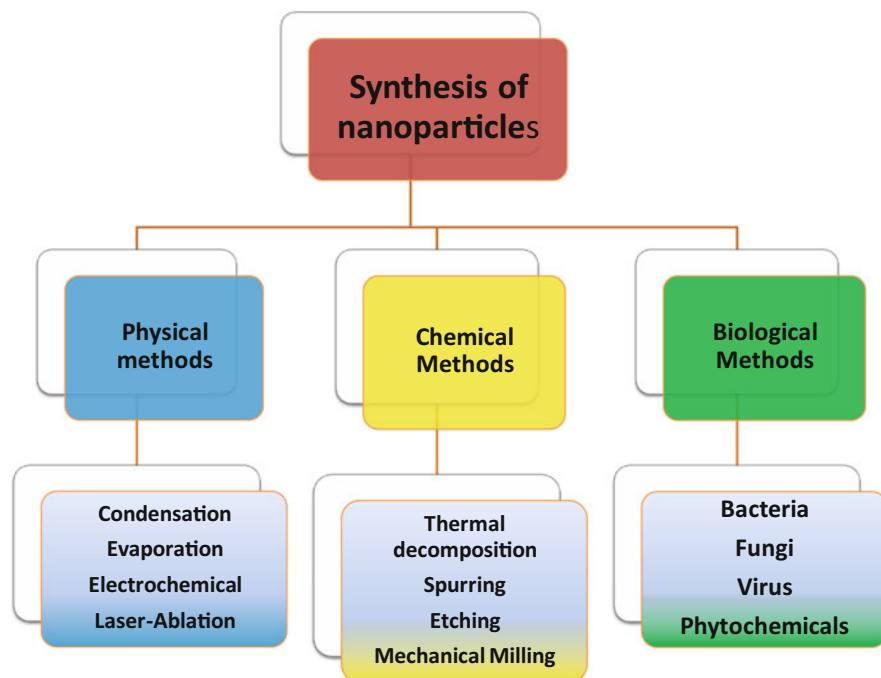 Synthesis of
nanoparticles
Physical
methods
Chemical
Methods
Biological
Methods
Condensation
Evaporation
Electrochemical
Laser-Ablation
Thermal
decomposition
Spurring
Etching
Mechanical Milling
Bacteria
Fungi
Virus
Phytochemicals